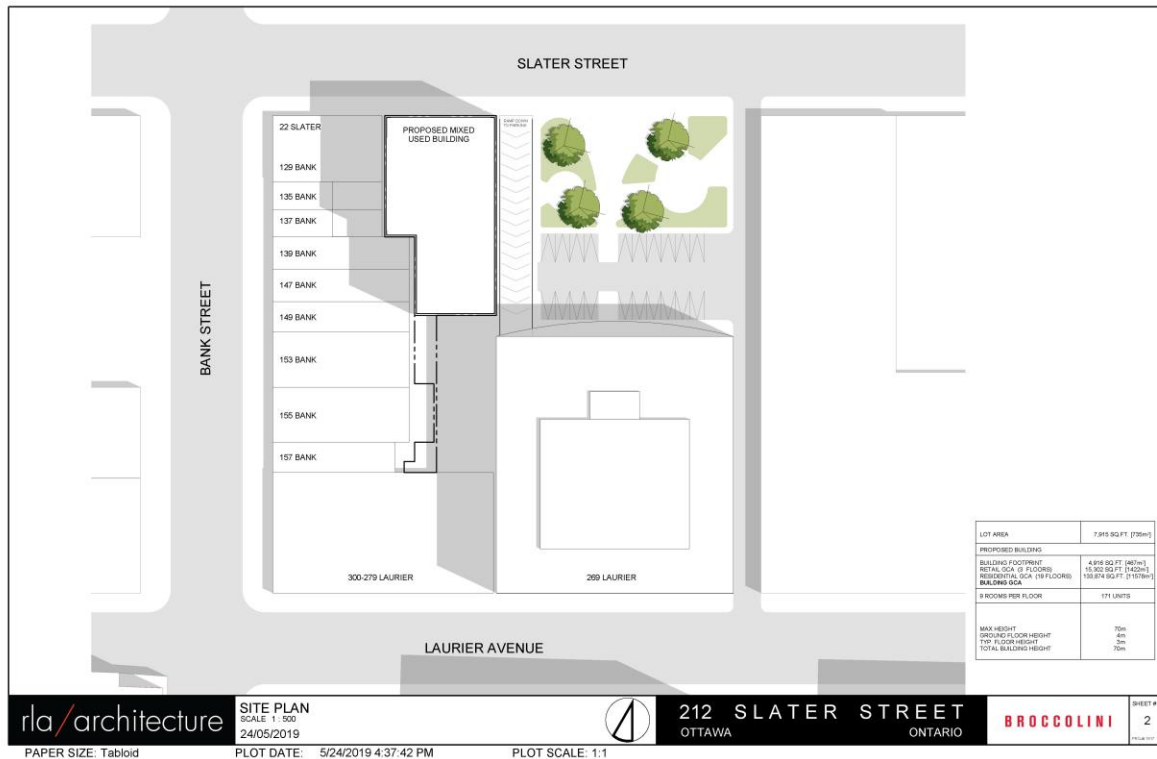 SLATER STREET
22 SLATER
PROPOSED MIXED
USED BUILDING
RAMP DOWN
TO PARKING
129 BANK
135 BANK
137 BANK
139 BANK
147 BANK
149 BANK
153 BANK
155 BANK
157 BANK
BANK STREET
300-279 LAURIER
269 LAURIER
LAURIER AVENUE
LOT AREA 7,915 SQ.FT. [735m²]
PROPOSED BUILDING
BUILDING FOOTPRINT 4,916 SQ.FT. [467m²]
RETAIL GCA (3 FLOORS) 15,302 SQ.FT. [1422m²]
RESIDENTIAL GCA (19 FLOORS)
BUILDING GCA
9 ROOMS PER FLOOR 171 UNITS
MAX HEIGHT 70m
GROUND FLOOR HEIGHT 4m
TYP. FLOOR HEIGHT 3m
TOTAL BUILDING HEIGHT 70m
rla/architecture
SITE PLAN
SCALE 1 : 500
24/05/2019
212 SLATER STREET
OTTAWA ONTARIO
BROCCOLINI
SHEET #
2
PAPER SIZE: Tabloid PLOT DATE: 5/24/2019 4:37:42 PM PLOT SCALE: 1:1